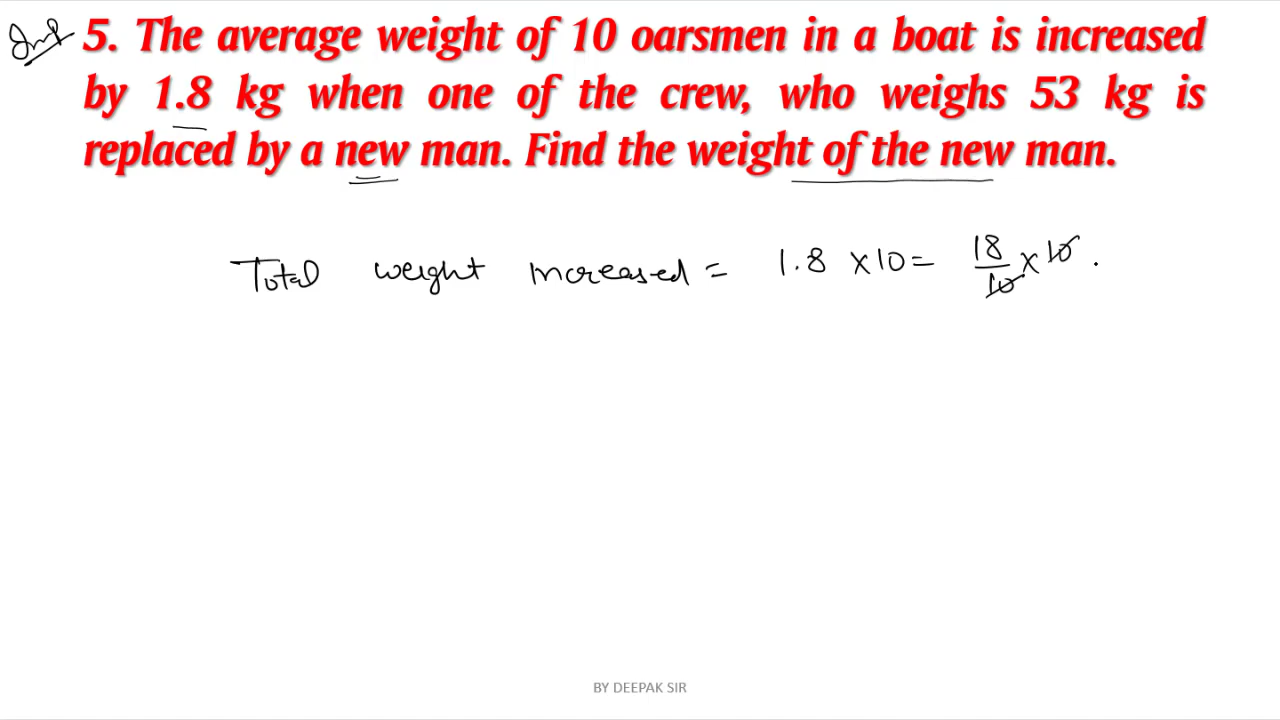 Imp 5. The average weight of 10 oarsmen in a boat is increased
by 1.8 kg when one of the crew, who weighs 53 kg is
replaced by a new man. Find the weight of the new man.
Total weight increased = 1.8 × 10 = 18/10 × 10 .
BY DEEPAK SIR